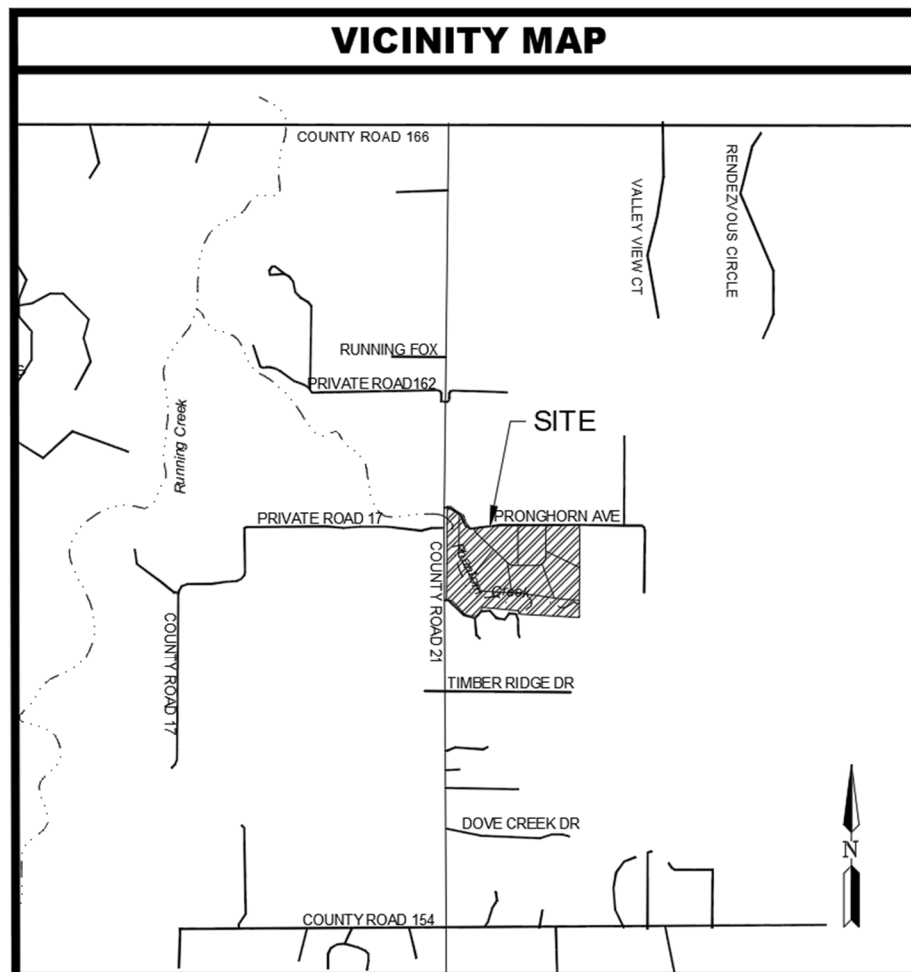 VICINITY MAP
COUNTY ROAD 166
VALLEY VIEW CT
RENDEZVOUS CIRCLE
RUNNING FOX
PRIVATE ROAD162
SITE
Running Creek
PRIVATE ROAD 17
PRONGHORN AVE
COUNTY ROAD 21
Creek
COUNTY ROAD 17
TIMBER RIDGE DR
DOVE CREEK DR
N
COUNTY ROAD 154